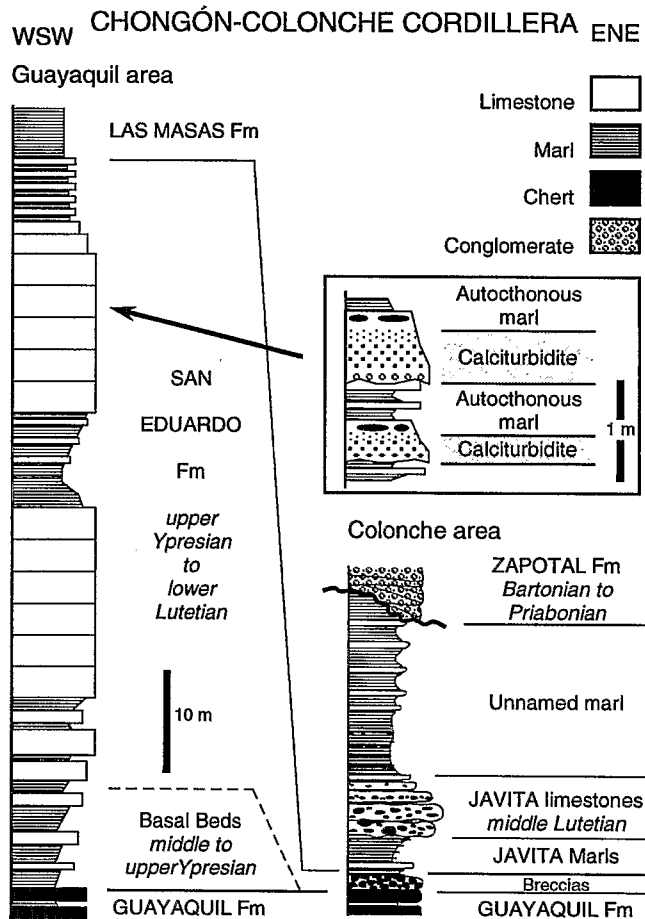 CHONGÓN-COLONCHE CORDILLERA
WSW
ENE
Guayaquil area
LAS MASAS Fm
SAN
EDUARDO
Fm
upper
Ypresian
to
lower
Lutetian
10 m
Basal Beds
middle to
upperYpresian
GUAYAQUIL Fm
Limestone
Marl
Chert
Conglomerate
Autocthonous
marl
Calciturbidite
Autocthonous
marl
Calciturbidite
1 m
Colonche area
ZAPOTAL Fm
Bartonian to
Priabonian
Unnamed marl
JAVITA limestones
middle Lutetian
JAVITA Marls
Breccias
GUAYAQUIL Fm